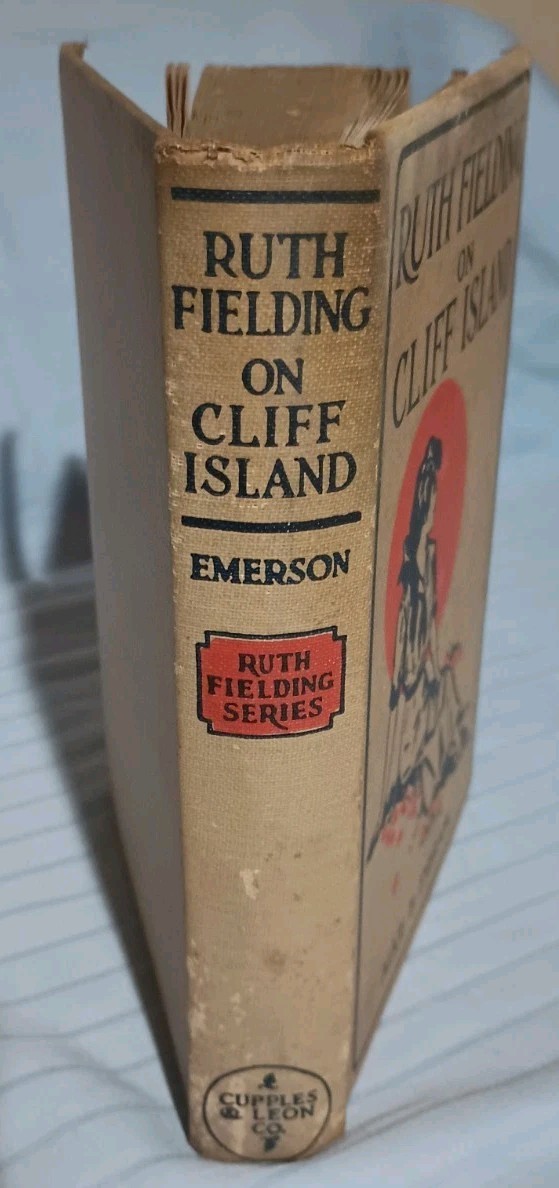 RUTH
FIELDING
ON
CLIFF
ISLAND
EMERSON
RUTH
FIELDING
SERIES
CUPPLES
& LEON
CO.
RUTH FIELDING
ON
CLIFF ISLAND